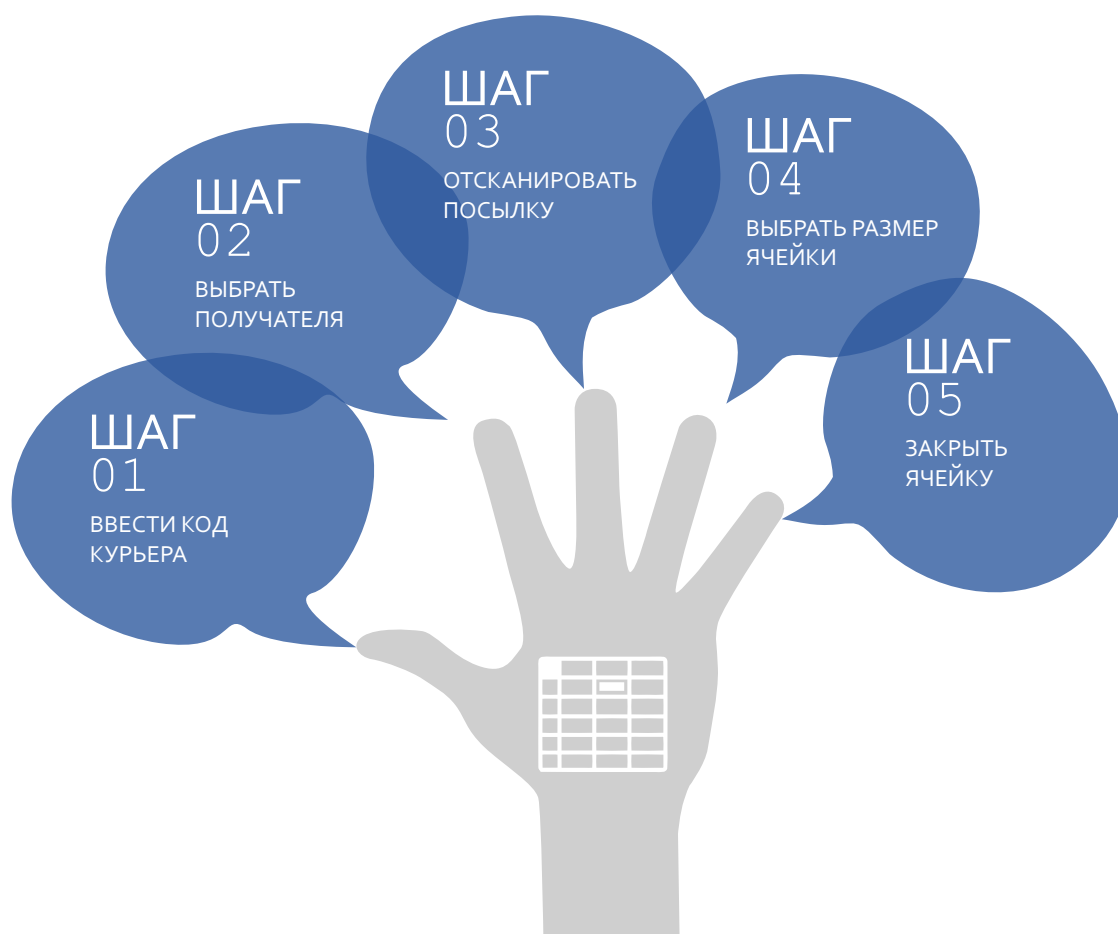 ШАГ
01
ВВЕСТИ КОД
КУРЬЕРА
ШАГ
02
ВЫБРАТЬ
ПОЛУЧАТЕЛЯ
ШАГ
03
ОТСКАНИРОВАТЬ
ПОСЫЛКУ
ШАГ
04
ВЫБРАТЬ РАЗМЕР
ЯЧЕЙКИ
ШАГ
05
ЗАКРЫТЬ
ЯЧЕЙКУ